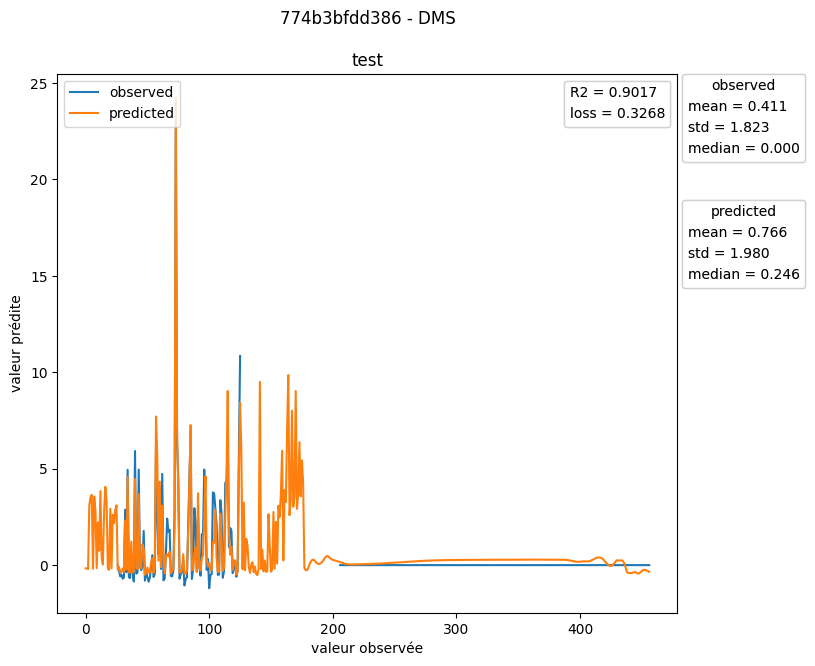 774b3bfdd386 - DMS
test
observed
predicted
R2 = 0.9017
loss = 0.3268
observed
mean = 0.411
std = 1.823
median = 0.000
predicted
mean = 0.766
std = 1.980
median = 0.246
valeur prédite
25
20
15
10
5
0
0 100 200 300 400
valeur observée